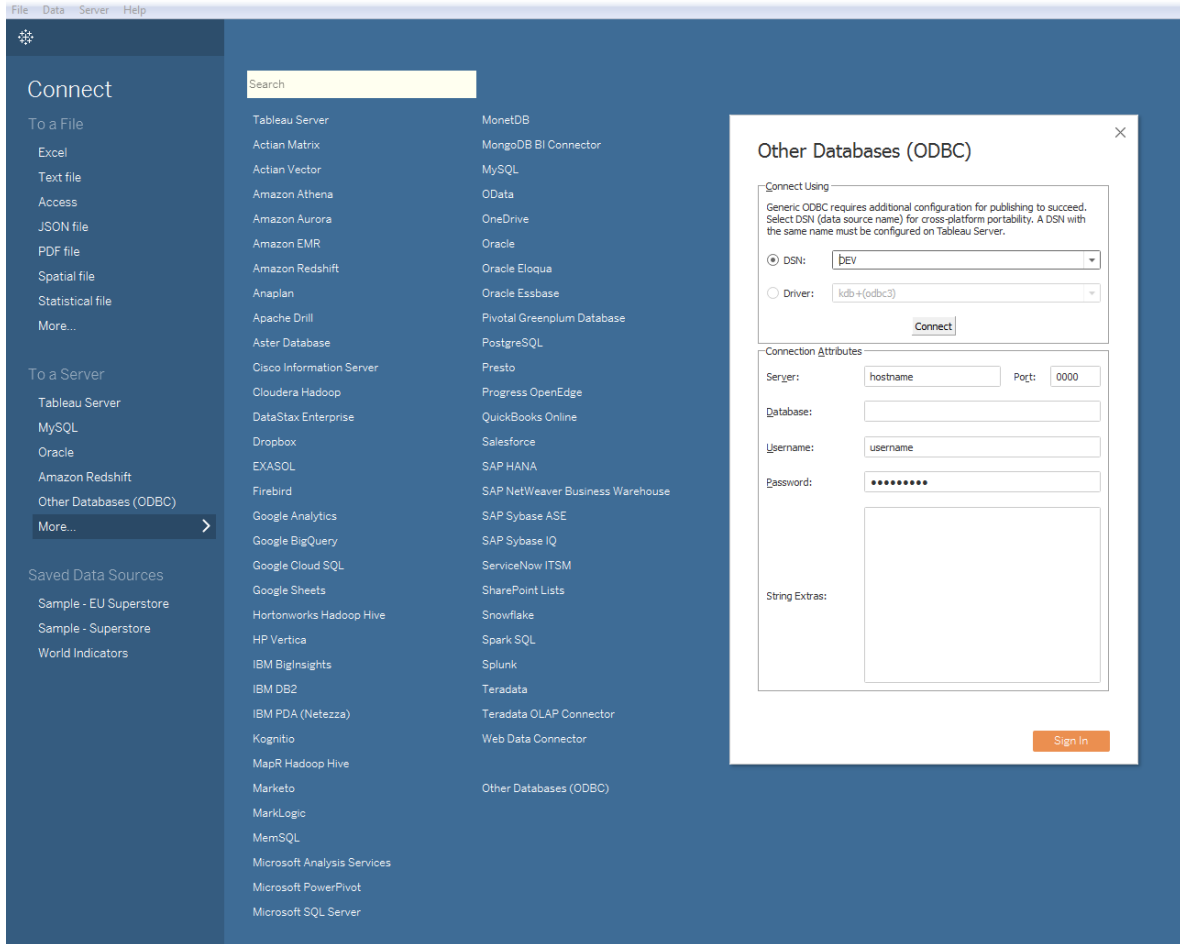 File Data Server Help
Connect
To a File
Excel
Text file
Access
JSON file
PDF file
Spatial file
Statistical file
More...
To a Server
Tableau Server
MySQL
Oracle
Amazon Redshift
Other Databases (ODBC)
More...
Saved Data Sources
Sample - EU Superstore
Sample - Superstore
World Indicators
Search
Tableau Server
Actian Matrix
Actian Vector
Amazon Athena
Amazon Aurora
Amazon EMR
Amazon Redshift
Anaplan
Apache Drill
Aster Database
Cisco Information Server
Cloudera Hadoop
DataStax Enterprise
Dropbox
EXASOL
Firebird
Google Analytics
Google BigQuery
Google Cloud SQL
Google Sheets
Hortonworks Hadoop Hive
HP Vertica
IBM BigInsights
IBM DB2
IBM PDA (Netezza)
Kognitio
MapR Hadoop Hive
Marketo
MarkLogic
MemSQL
Microsoft Analysis Services
Microsoft PowerPivot
Microsoft SQL Server
MonetDB
MongoDB BI Connector
MySQL
OData
OneDrive
Oracle
Oracle Eloqua
Oracle Essbase
Pivotal Greenplum Database
PostgreSQL
Presto
Progress OpenEdge
QuickBooks Online
Salesforce
SAP HANA
SAP NetWeaver Business Warehouse
SAP Sybase ASE
SAP Sybase IQ
ServiceNow ITSM
SharePoint Lists
Snowflake
Spark SQL
Splunk
Teradata
Teradata OLAP Connector
Web Data Connector
Other Databases (ODBC)
Other Databases (ODBC)
Connect Using
Generic ODBC requires additional configuration for publishing to succeed.
Select DSN (data source name) for cross-platform portability. A DSN with
the same name must be configured on Tableau Server.
DSN: DEV
Driver: kdb+(odbc3)
Connect
Connection Attributes
Server: hostname Port: 0000
Database:
Username: username
Password: •••••••••
String Extras:
Sign In